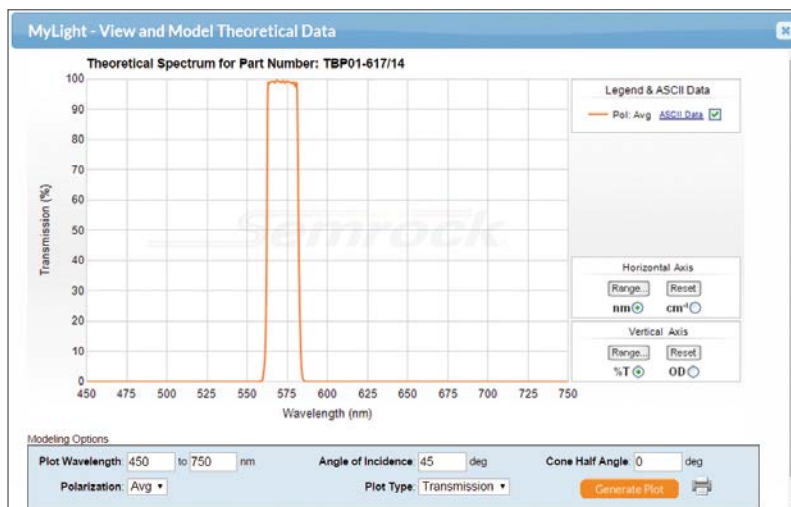 MyLight - View and Model Theoretical Data
Theoretical Spectrum for Part Number: TBP01-617/14
Transmission (%)
100
90
80
70
60
50
40
30
20
10
0
450 475 500 525 550 575 600 625 650 675 700 725 750
Wavelength (nm)
Semrock
Legend & ASCII Data
Pol: Avg ASCII Data
Horizontal Axis
Range... Reset
nm cm-1
Vertical Axis
Range... Reset
%T OD
Modeling Options
Plot Wavelength: 450 to 750 nm Angle of Incidence: 45 deg Cone Half Angle: 0 deg
Polarization: Avg Plot Type: Transmission Generate Plot